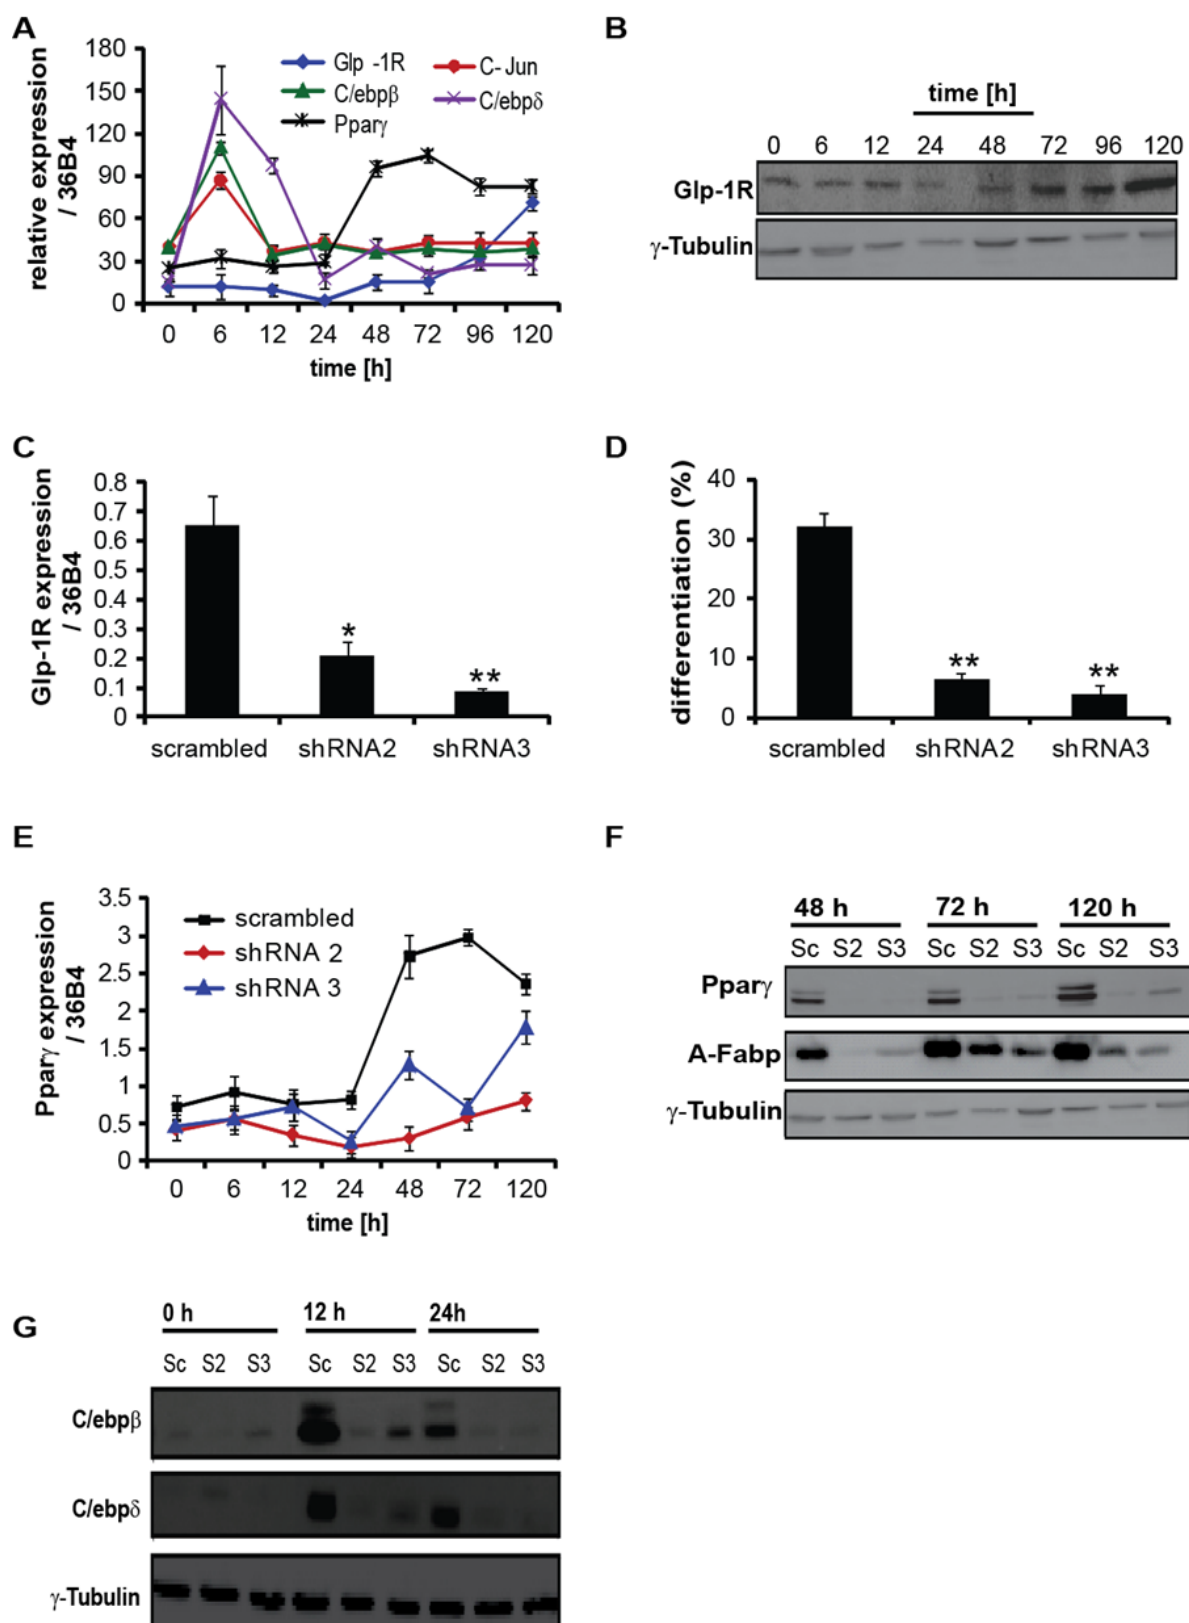 A
relative expression
/ 36B4
180
150
120
90
60
30
0
Glp -1R
C/ebpβ
Pparγ
C-Jun
C/ebpδ
0 6 12 24 48 72 96 120
time [h]
B
time [h]
0 6 12 24 48 72 96 120
Glp-1R
γ-Tubulin
C
Glp-1R expression
/ 36B4
0.8
0.7
0.6
0.5
0.4
0.3
0.2
0.1
0
*
**
scrambled shRNA2 shRNA3
D
differentiation (%)
40
30
20
10
0
**
**
scrambled shRNA2 shRNA3
E
Pparγ expression
/ 36B4
3.5
3
2.5
2
1.5
1
0.5
0
scrambled
shRNA 2
shRNA 3
0 6 12 24 48 72 120
time [h]
F
48 h 72 h 120 h
Sc S2 S3 Sc S2 S3 Sc S2 S3
Pparγ
A-Fabp
γ-Tubulin
G
0 h 12 h 24h
Sc S2 S3 Sc S2 S3 Sc S2 S3
C/ebpβ
C/ebpδ
γ-Tubulin